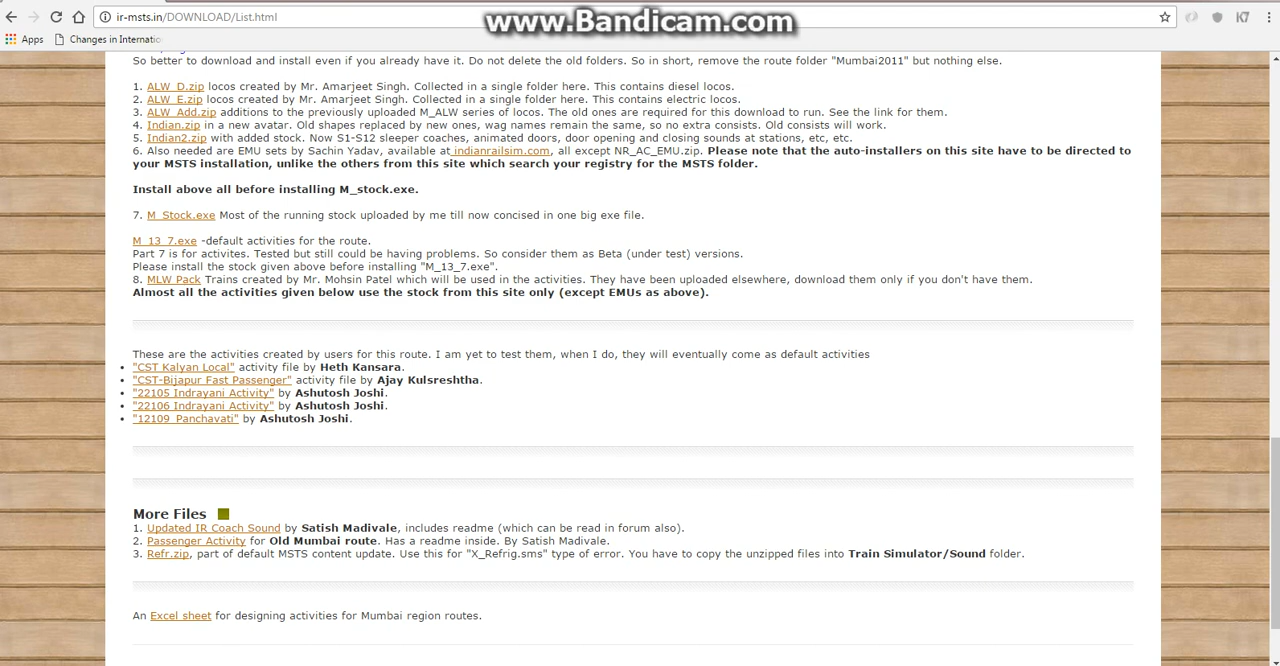 ir-msts.in/DOWNLOAD/List.html
www.Bandicam.com
Apps Changes in Internatio
So better to download and install even if you already have it. Do not delete the old folders. So in short, remove the route folder "Mumbai2011" but nothing else.
1. ALW_D.zip locos created by Mr. Amarjeet Singh. Collected in a single folder here. This contains diesel locos.
2. ALW_E.zip locos created by Mr. Amarjeet Singh. Collected in a single folder here. This contains electric locos.
3. ALW_Add.zip additions to the previously uploaded M_ALW series of locos. The old ones are required for this download to run. See the link for them.
4. Indian.zip in a new avatar. Old shapes replaced by new ones, wag names remain the same, so no extra consists. Old consists will work.
5. Indian2.zip with added stock. Now S1-S12 sleeper coaches, animated doors, door opening and closing sounds at stations, etc, etc.
6. Also needed are EMU sets by Sachin Yadav, available at indianrailsim.com, all except NR_AC_EMU.zip. Please note that the auto-installers on this site have to be directed to
your MSTS installation, unlike the others from this site which search your registry for the MSTS folder.
Install above all before installing M_stock.exe.
7. M_Stock.exe Most of the running stock uploaded by me till now concised in one big exe file.
M_13_7.exe -default activities for the route.
Part 7 is for activites. Tested but still could be having problems. So consider them as Beta (under test) versions.
Please install the stock given above before installing "M_13_7.exe".
8. MLW Pack Trains created by Mr. Mohsin Patel which will be used in the activities. They have been uploaded elsewhere, download them only if you don't have them.
Almost all the activities given below use the stock from this site only (except EMUs as above).
These are the activities created by users for this route. I am yet to test them, when I do, they will eventually come as default activities
• "CST Kalyan Local" activity file by Heth Kansara.
• "CST-Bijapur Fast Passenger" activity file by Ajay Kulsreshtha.
• "22105 Indrayani Activity" by Ashutosh Joshi.
• "22106 Indrayani Activity" by Ashutosh Joshi.
• "12109 Panchavati" by Ashutosh Joshi.
More Files
1. Updated IR Coach Sound by Satish Madivale, includes readme (which can be read in forum also).
2. Passenger Activity for Old Mumbai route. Has a readme inside. By Satish Madivale.
3. Refr.zip, part of default MSTS content update. Use this for "X_Refrig.sms" type of error. You have to copy the unzipped files into Train Simulator/Sound folder.
An Excel sheet for designing activities for Mumbai region routes.